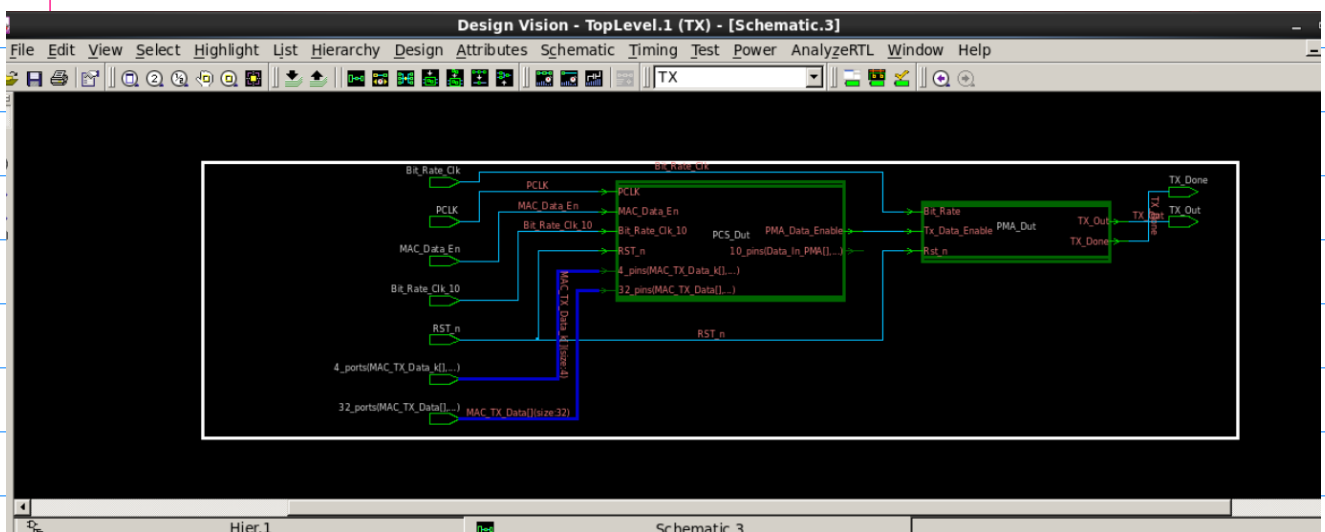 Design Vision - TopLevel.1 (TX) - [Schematic.3]
File Edit View Select Highlight List Hierarchy Design Attributes Schematic Timing Test Power AnalyzeRTL Window Help
TX
Bit_Rate_Clk
Bit_Rate_Clk
PCLK
PCLK
PCLK
MAC_Data_En
MAC_Data_En
MAC_Data_En
Bit_Rate_Clk_10
Bit_Rate_Clk_10
Bit_Rate_Clk_10
RST_n
RST_n
RST_n
4_ports(MAC_TX_Data_k[],...)
MAC_TX_Data_k[](size:4)
4_pins(MAC_TX_Data_k[],...)
32_ports(MAC_TX_Data[],...)
MAC_TX_Data[](size:32)
32_pins(MAC_TX_Data[],...)
PCS_Dut
PMA_Data_Enable
10_pins(Data_In_PMA[],...)
Bit_Rate
Tx_Data_Enable
Rst_n
PMA_Dut
TX_Out
TX_Done
TX_Done
TX_Out
Hier.1
Schematic.3